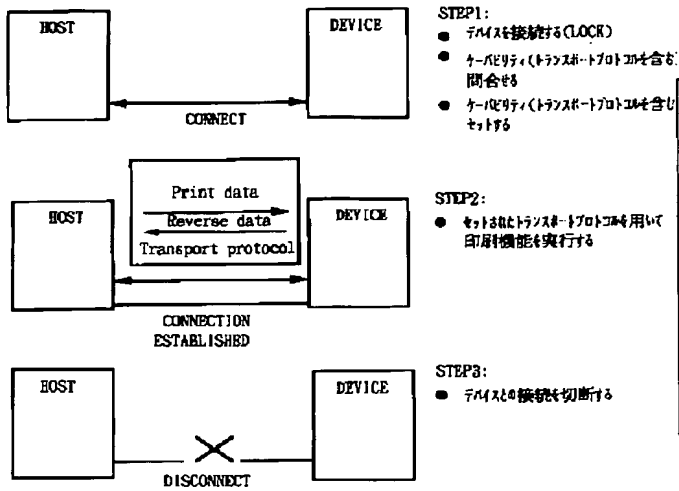 HOST
DEVICE
CONNECT
STEP1:
● デバイスを接続する(LOCK)
● ケーパビリティ(トランスポートプロトコルを含む
問合せる
● ケーパビリティ(トランスポートプロトコルを含む
セットする
Print data
Reverse data
Transport protocol
HOST
DEVICE
CONNECTION
ESTABLISHED
STEP2:
● セットされたトランスポートプロトコルを用いて
印刷機能を実行する
HOST
DEVICE
DISCONNECT
STEP3:
● デバイスとの接続を切断する